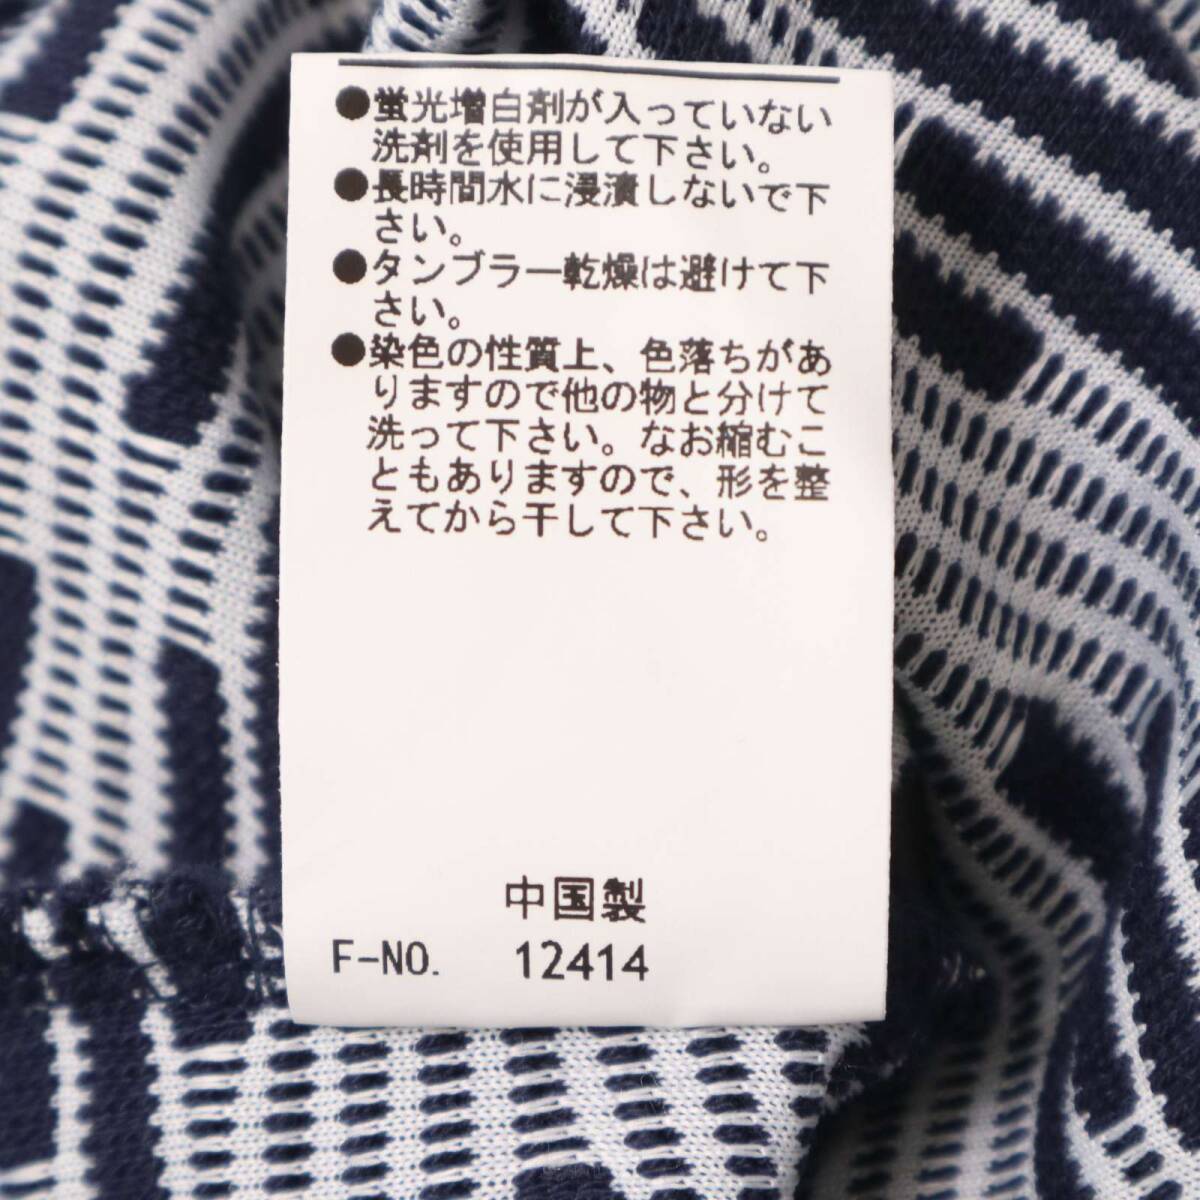 ●蛍光増白剤が入っていない
洗剤を使用して下さい。
●長時間水に浸漬しないで下
さい。
●タンブラー乾燥は避けて下
さい。
●染色の性質上、色落ちがあ
りますので他の物と分けて
洗って下さい。なお縮むこ
ともありますので、形を整
えてから干して下さい。
中国製
F-NO. 12414